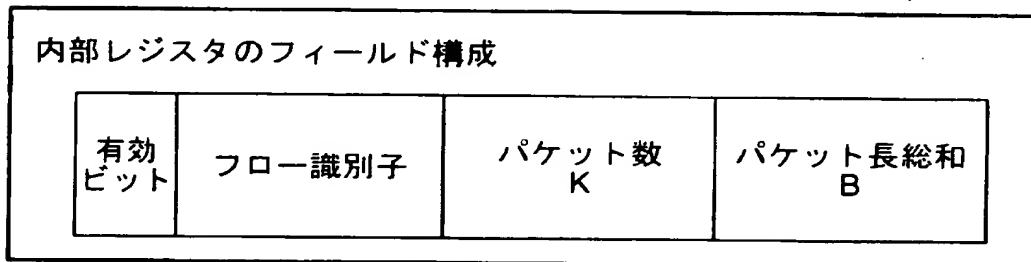 内部レジスタのフィールド構成
有効
ビット
フロー識別子
パケット数
K
パケット長総和
B